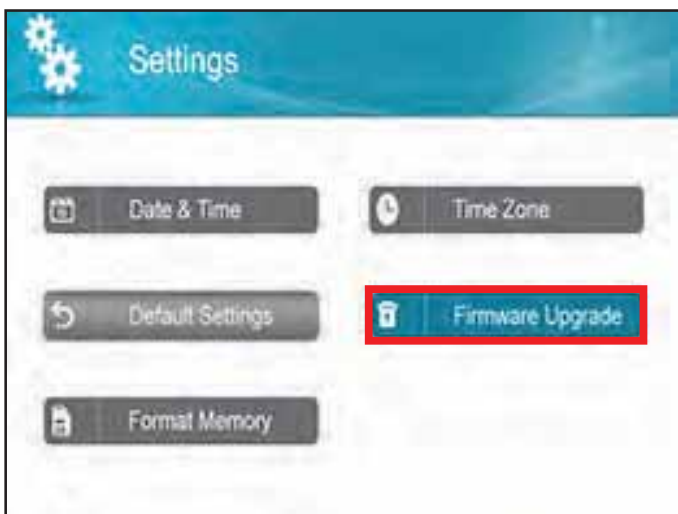 Settings
Date & Time
Time Zone
Default Settings
Firmware Upgrade
Format Memory